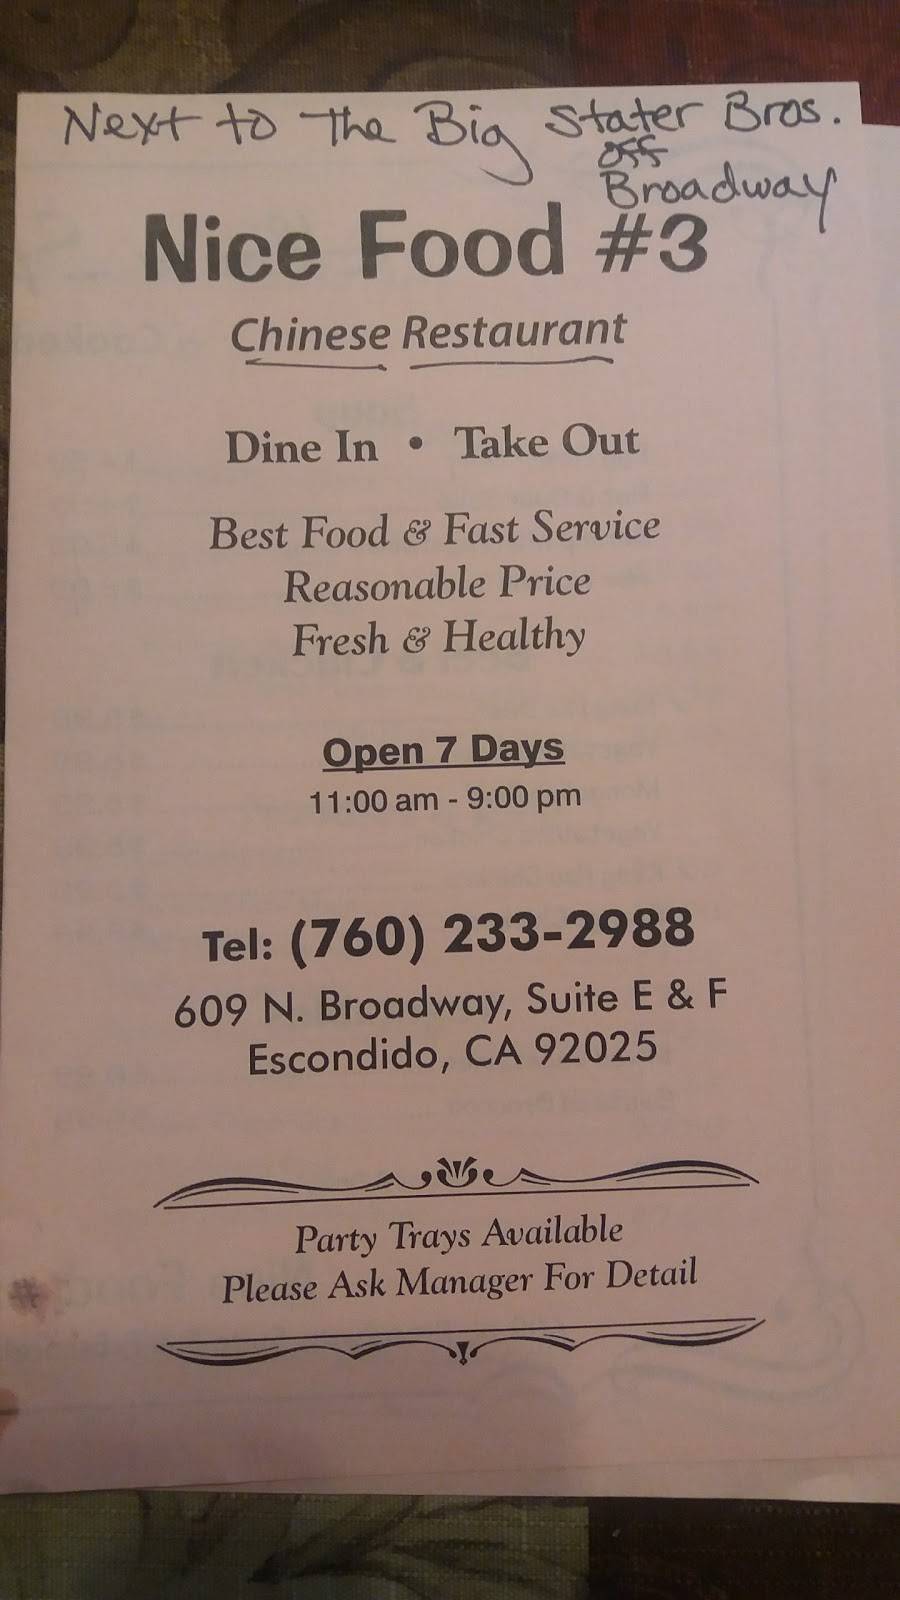 Next to The Big Stater Bros.
off
Broadway
Nice Food #3
Chinese Restaurant
Dine In • Take Out
Best Food & Fast Service
Reasonable Price
Fresh & Healthy
Open 7 Days
11:00 am - 9:00 pm
Tel: (760) 233-2988
609 N. Broadway, Suite E & F
Escondido, CA 92025
Party Trays Available
Please Ask Manager For Detail